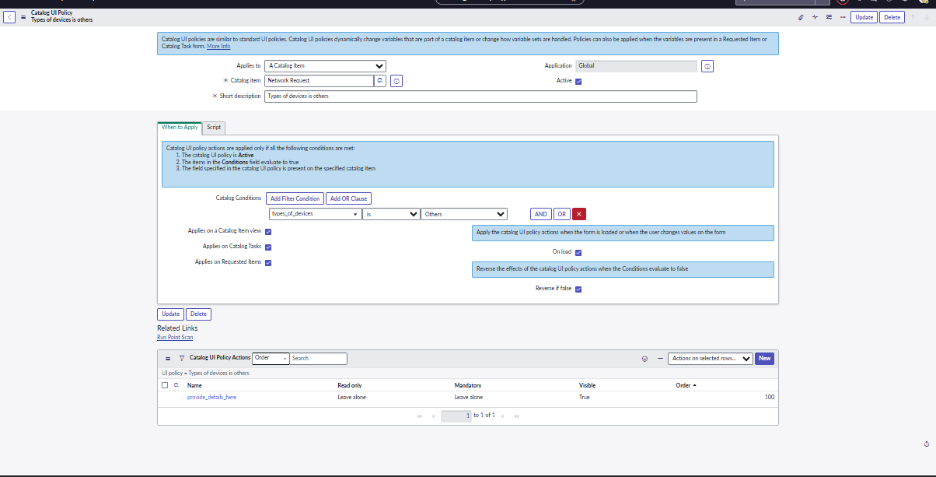 Catalog UI Policy
Types of devices is others
Update Delete
Catalog UI policies are similar to standard UI policies. Catalog UI policies dynamically change variables that are part of a catalog item or change how variable sets are handled. Policies can also be applied when the variables are present in a Requested Item or
Catalog Task form. More Info
Applies to A Catalog Item Application Global
Catalog item Network Request Active
Short description Types of devices is others
When to Apply Script
Catalog UI policy actions are applied only if all the following conditions are met:
1. The catalog UI policy is Active
2. The items in the Conditions field evaluate to true
3. The field specified in the catalog UI policy is present on the specified catalog item
Catalog Conditions Add Filter Condition Add OR Clause
types_of_devices is Others AND OR
Applies on a Catalog Item view Apply the catalog UI policy actions when the form is loaded or when the user changes values on the form
Applies on Catalog Tasks On load
Applies on Requested Items Reverse the effects of the catalog UI policy actions when the Conditions evaluate to false
Reverse if false
Update Delete
Related Links
Run Point Scan
Catalog UI Policy Actions Order Search Actions on selected rows... New
UI policy = Types of devices is others
Name Read only Mandatory Visible Order
provide_details_here Leave alone Leave alone True 100
1 to 1 of 1